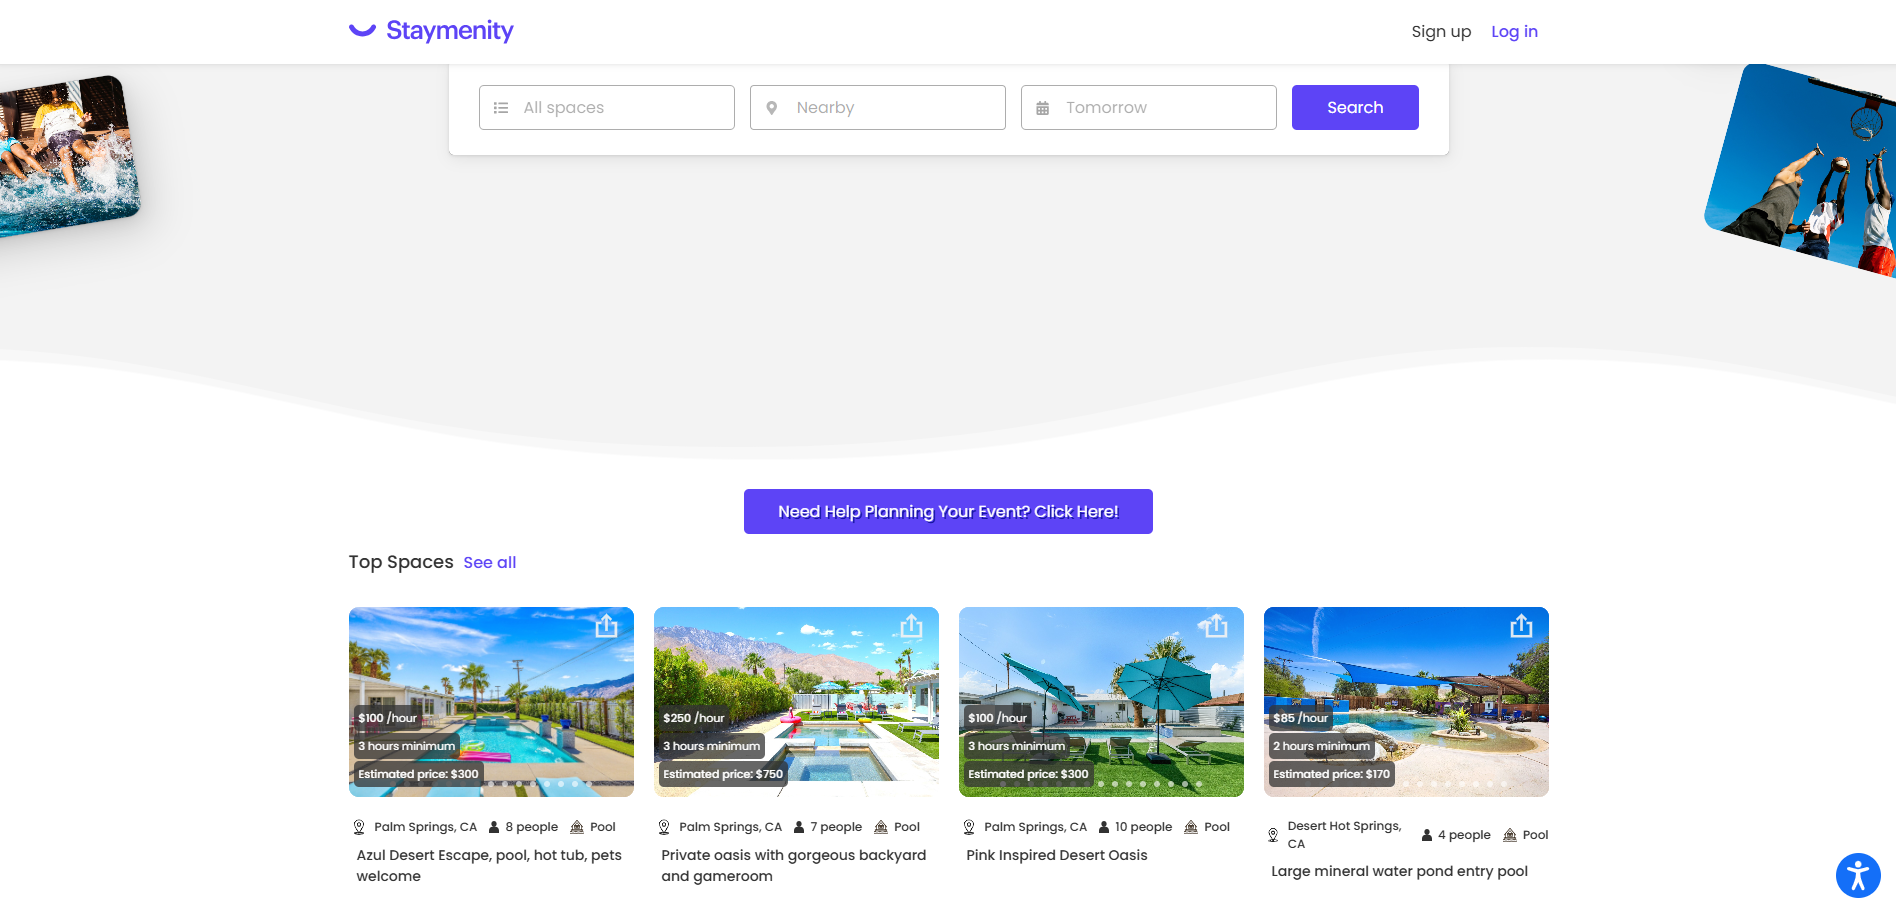 Staymenity
Sign up
Log in
All spaces
Nearby
Tomorrow
Search
Need Help Planning Your Event? Click Here!
Top Spaces See all
$100 /hour
3 hours minimum
Estimated price: $300
Palm Springs, CA 8 people Pool
Azul Desert Escape, pool, hot tub, pets
welcome
$250 /hour
3 hours minimum
Estimated price: $750
Palm Springs, CA 7 people Pool
Private oasis with gorgeous backyard
and gameroom
$100 /hour
3 hours minimum
Estimated price: $300
Palm Springs, CA 10 people Pool
Pink Inspired Desert Oasis
$85 /hour
2 hours minimum
Estimated price: $170
Desert Hot Springs,
CA
4 people Pool
Large mineral water pond entry pool